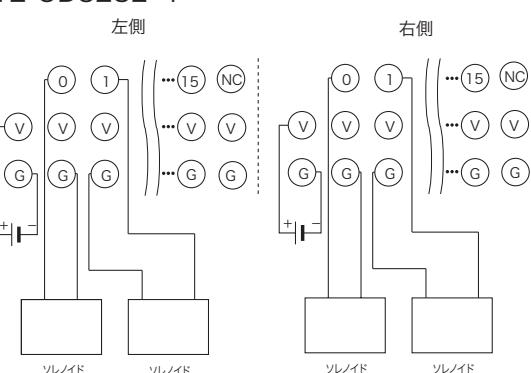 左側 右側
0 1 ···15 NC 0 1 ···15 NC
V V V ···V V V V V ···V V
G G G ···G G G G G ···G G
+ − + −
ソレノイド ソレノイド ソレノイド ソレノイド